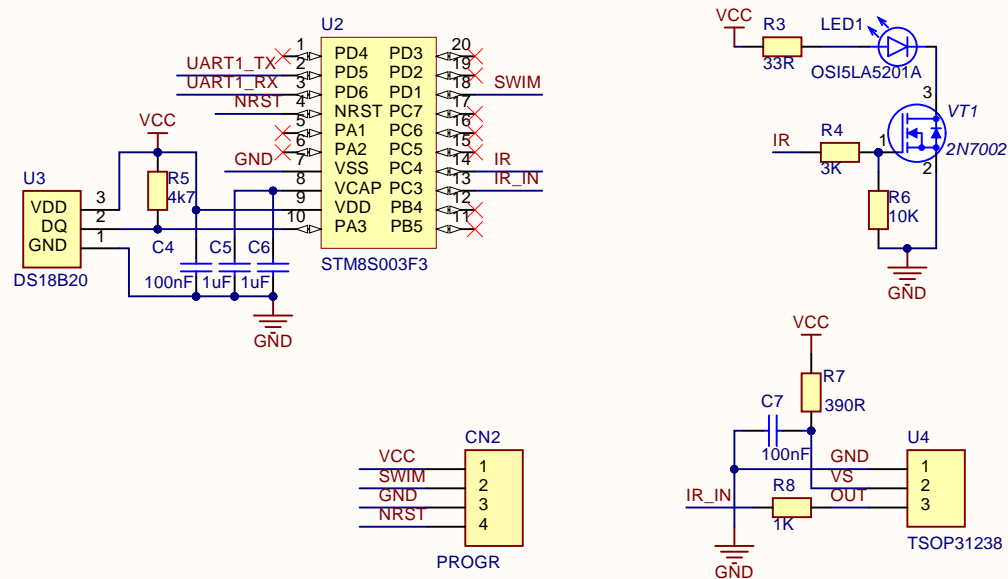 U2
1 PD4 PD3 20
UART1_TX 2 PD5 PD2 19
UART1_RX 3 PD6 PD1 18 SWIM
NRST 4 NRST PC7 17
5 PA1 PC6 16
6 PA2 PC5 15
GND 7 VSS PC4 14 IR
8 VCAP PC3 13 IR_IN
9 VDD PB4 12
10 PA3 PB5 11
STM8S003F3
VCC
R5
4k7
U3
VDD 3
DQ 2
GND 1
DS18B20
C4 C5 C6
100nF 1uF 1uF
GND
VCC
R3
33R
LED1
OSI5LA5201A
3
VT1
1
2N7002
2
IR
R4
3K
R6
10K
GND
CN2
VCC 1
SWIM 2
GND 3
NRST 4
PROGR
VCC
R7
390R
C7
100nF
U4
GND 1
VS 2
OUT 3
IR_IN
R8
1K
TSOP31238
GND